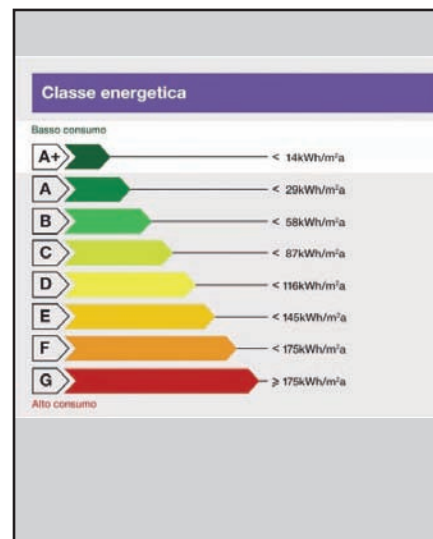 Classe energetica
Basso consumo
A+ < 14kWh/m²a
A < 29kWh/m²a
B < 58kWh/m²a
C < 87kWh/m²a
D < 116kWh/m²a
E < 145kWh/m²a
F < 175kWh/m²a
G ⩾ 175kWh/m²a
Alto consumo